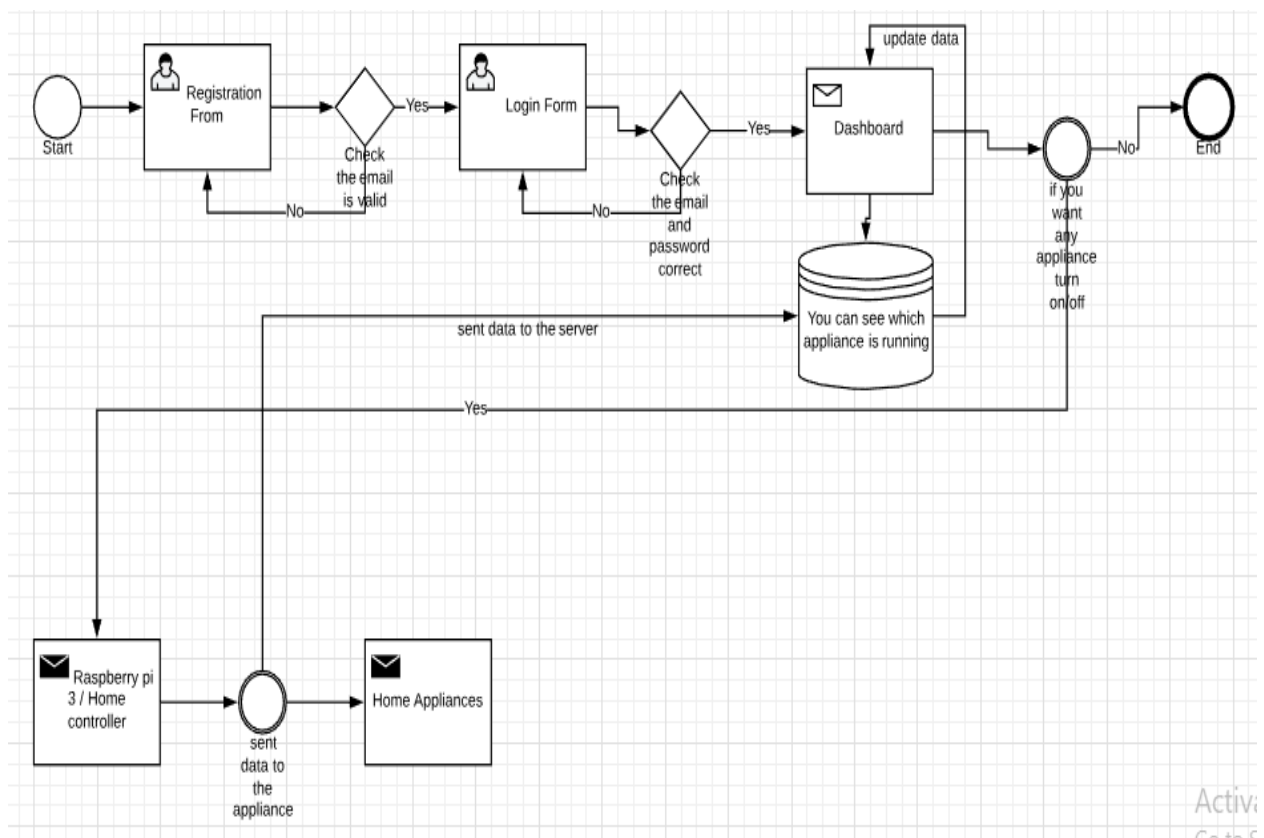 Start
Registration
From
Yes
Check
the email
is valid
No
Login Form
Yes
Check
the email
and
password
correct
No
update data
Dashboard
You can see which
appliance is running
if you
want
any
appliance
turn
on/off
No
End
sent data to the server
Yes
Raspberry pi
3 / Home
controller
sent
data to
the
appliance
Home Appliances